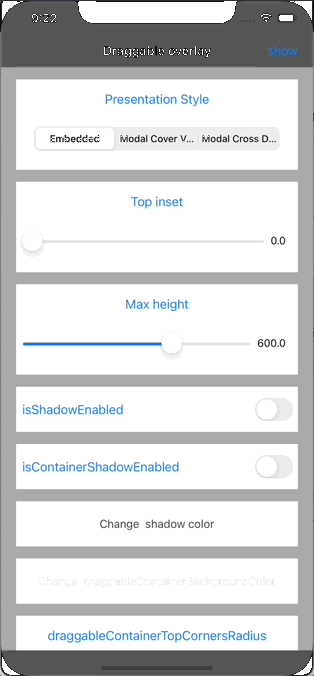 9:22
Draggable overlay
show
Presentation Style
Embedded
Modal Cover V...
Modal Cross D...
Top inset
0.0
Max height
600.0
isShadowEnabled
isContainerShadowEnabled
Change shadow color
Change draggableContainerBackgroundColor
draggableContainerTopCornersRadius